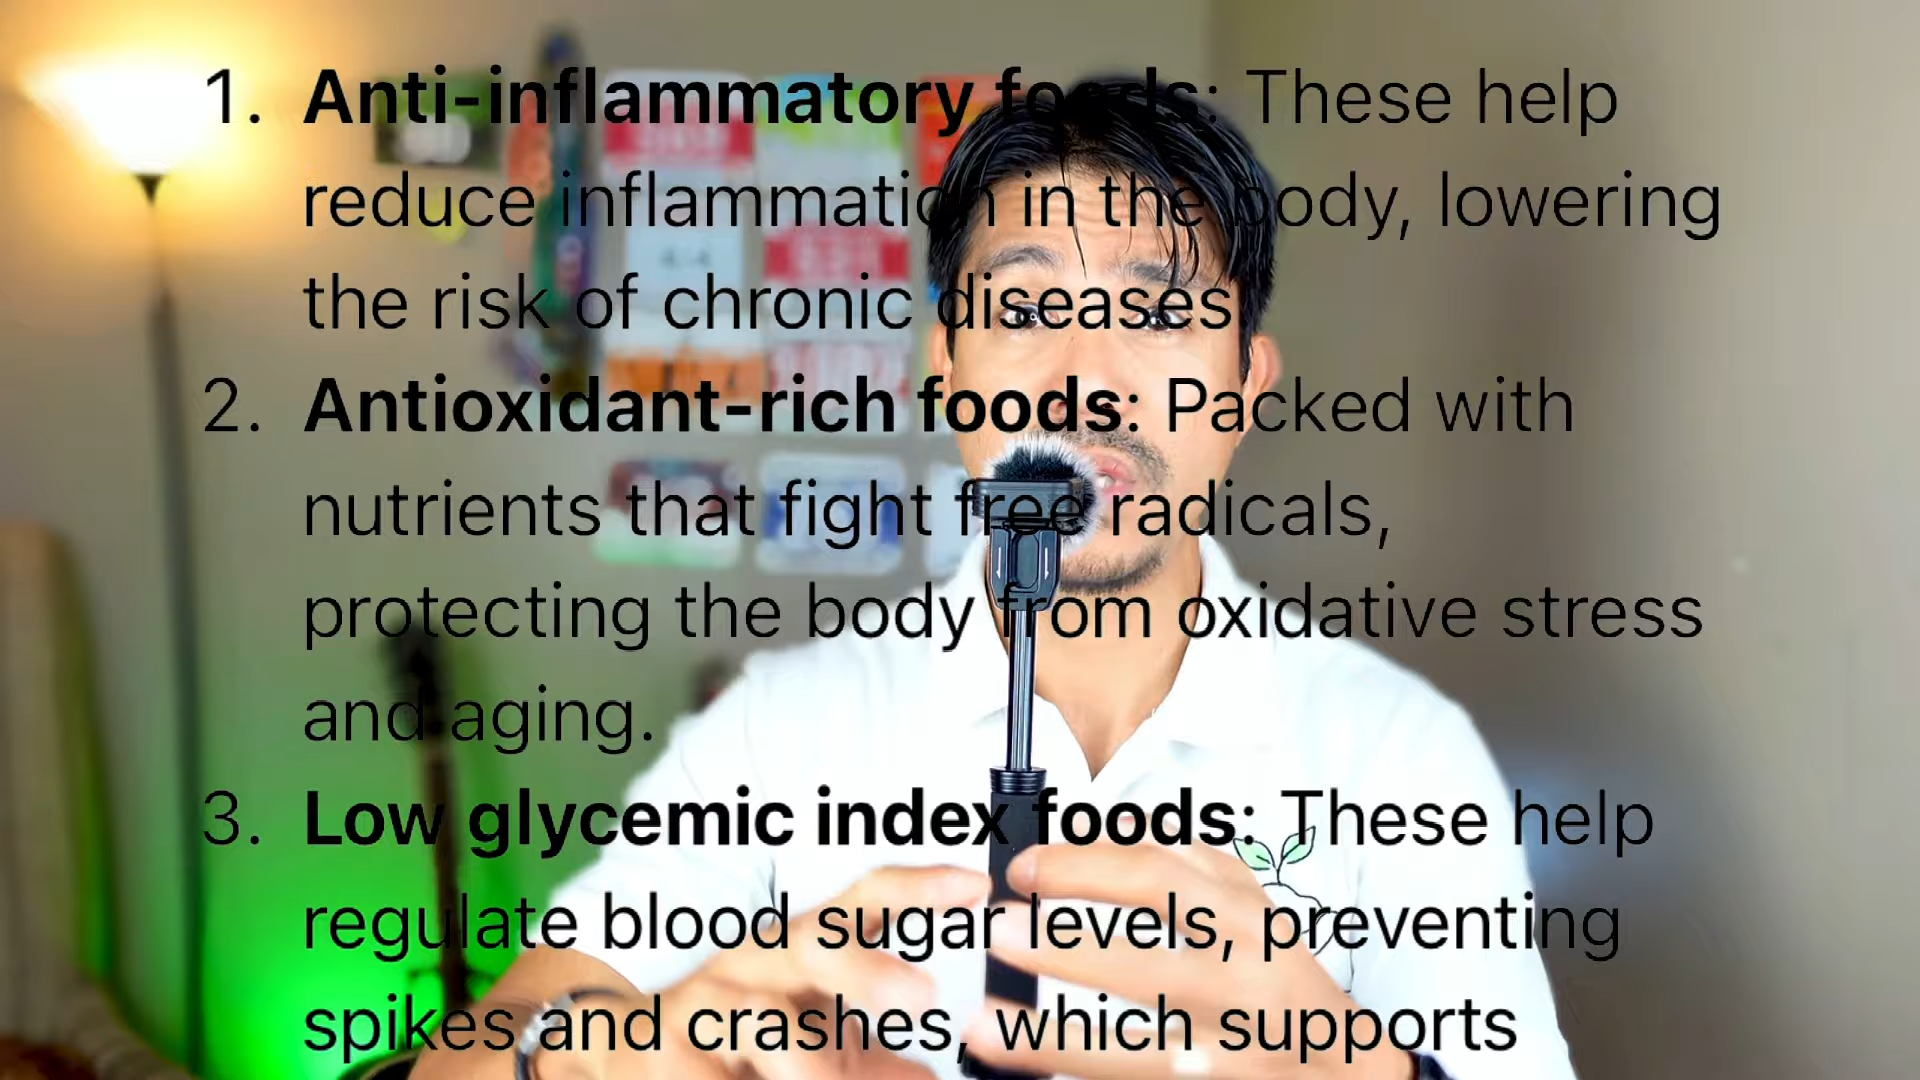 1. Anti-inflammatory foods: These help
reduce inflammation in the body, lowering
the risk of chronic diseases
2. Antioxidant-rich foods: Packed with
nutrients that fight free radicals,
protecting the body from oxidative stress
and aging.
3. Low glycemic index foods: These help
regulate blood sugar levels, preventing
spikes and crashes, which supports